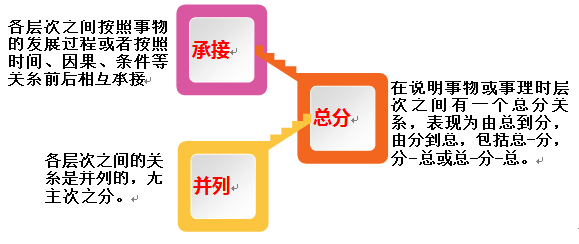 各层次之间按照事物
的发展过程或者按照
时间、因果、条件等
关系前后相互承接
承接
在说明事物或事理时层
次之间有一个总分关
系，表现为由总到分，
由分到总，包括总-分，
分-总或总-分-总。
总分
各层次之间的关
系是并列的，无
主次之分。
并列